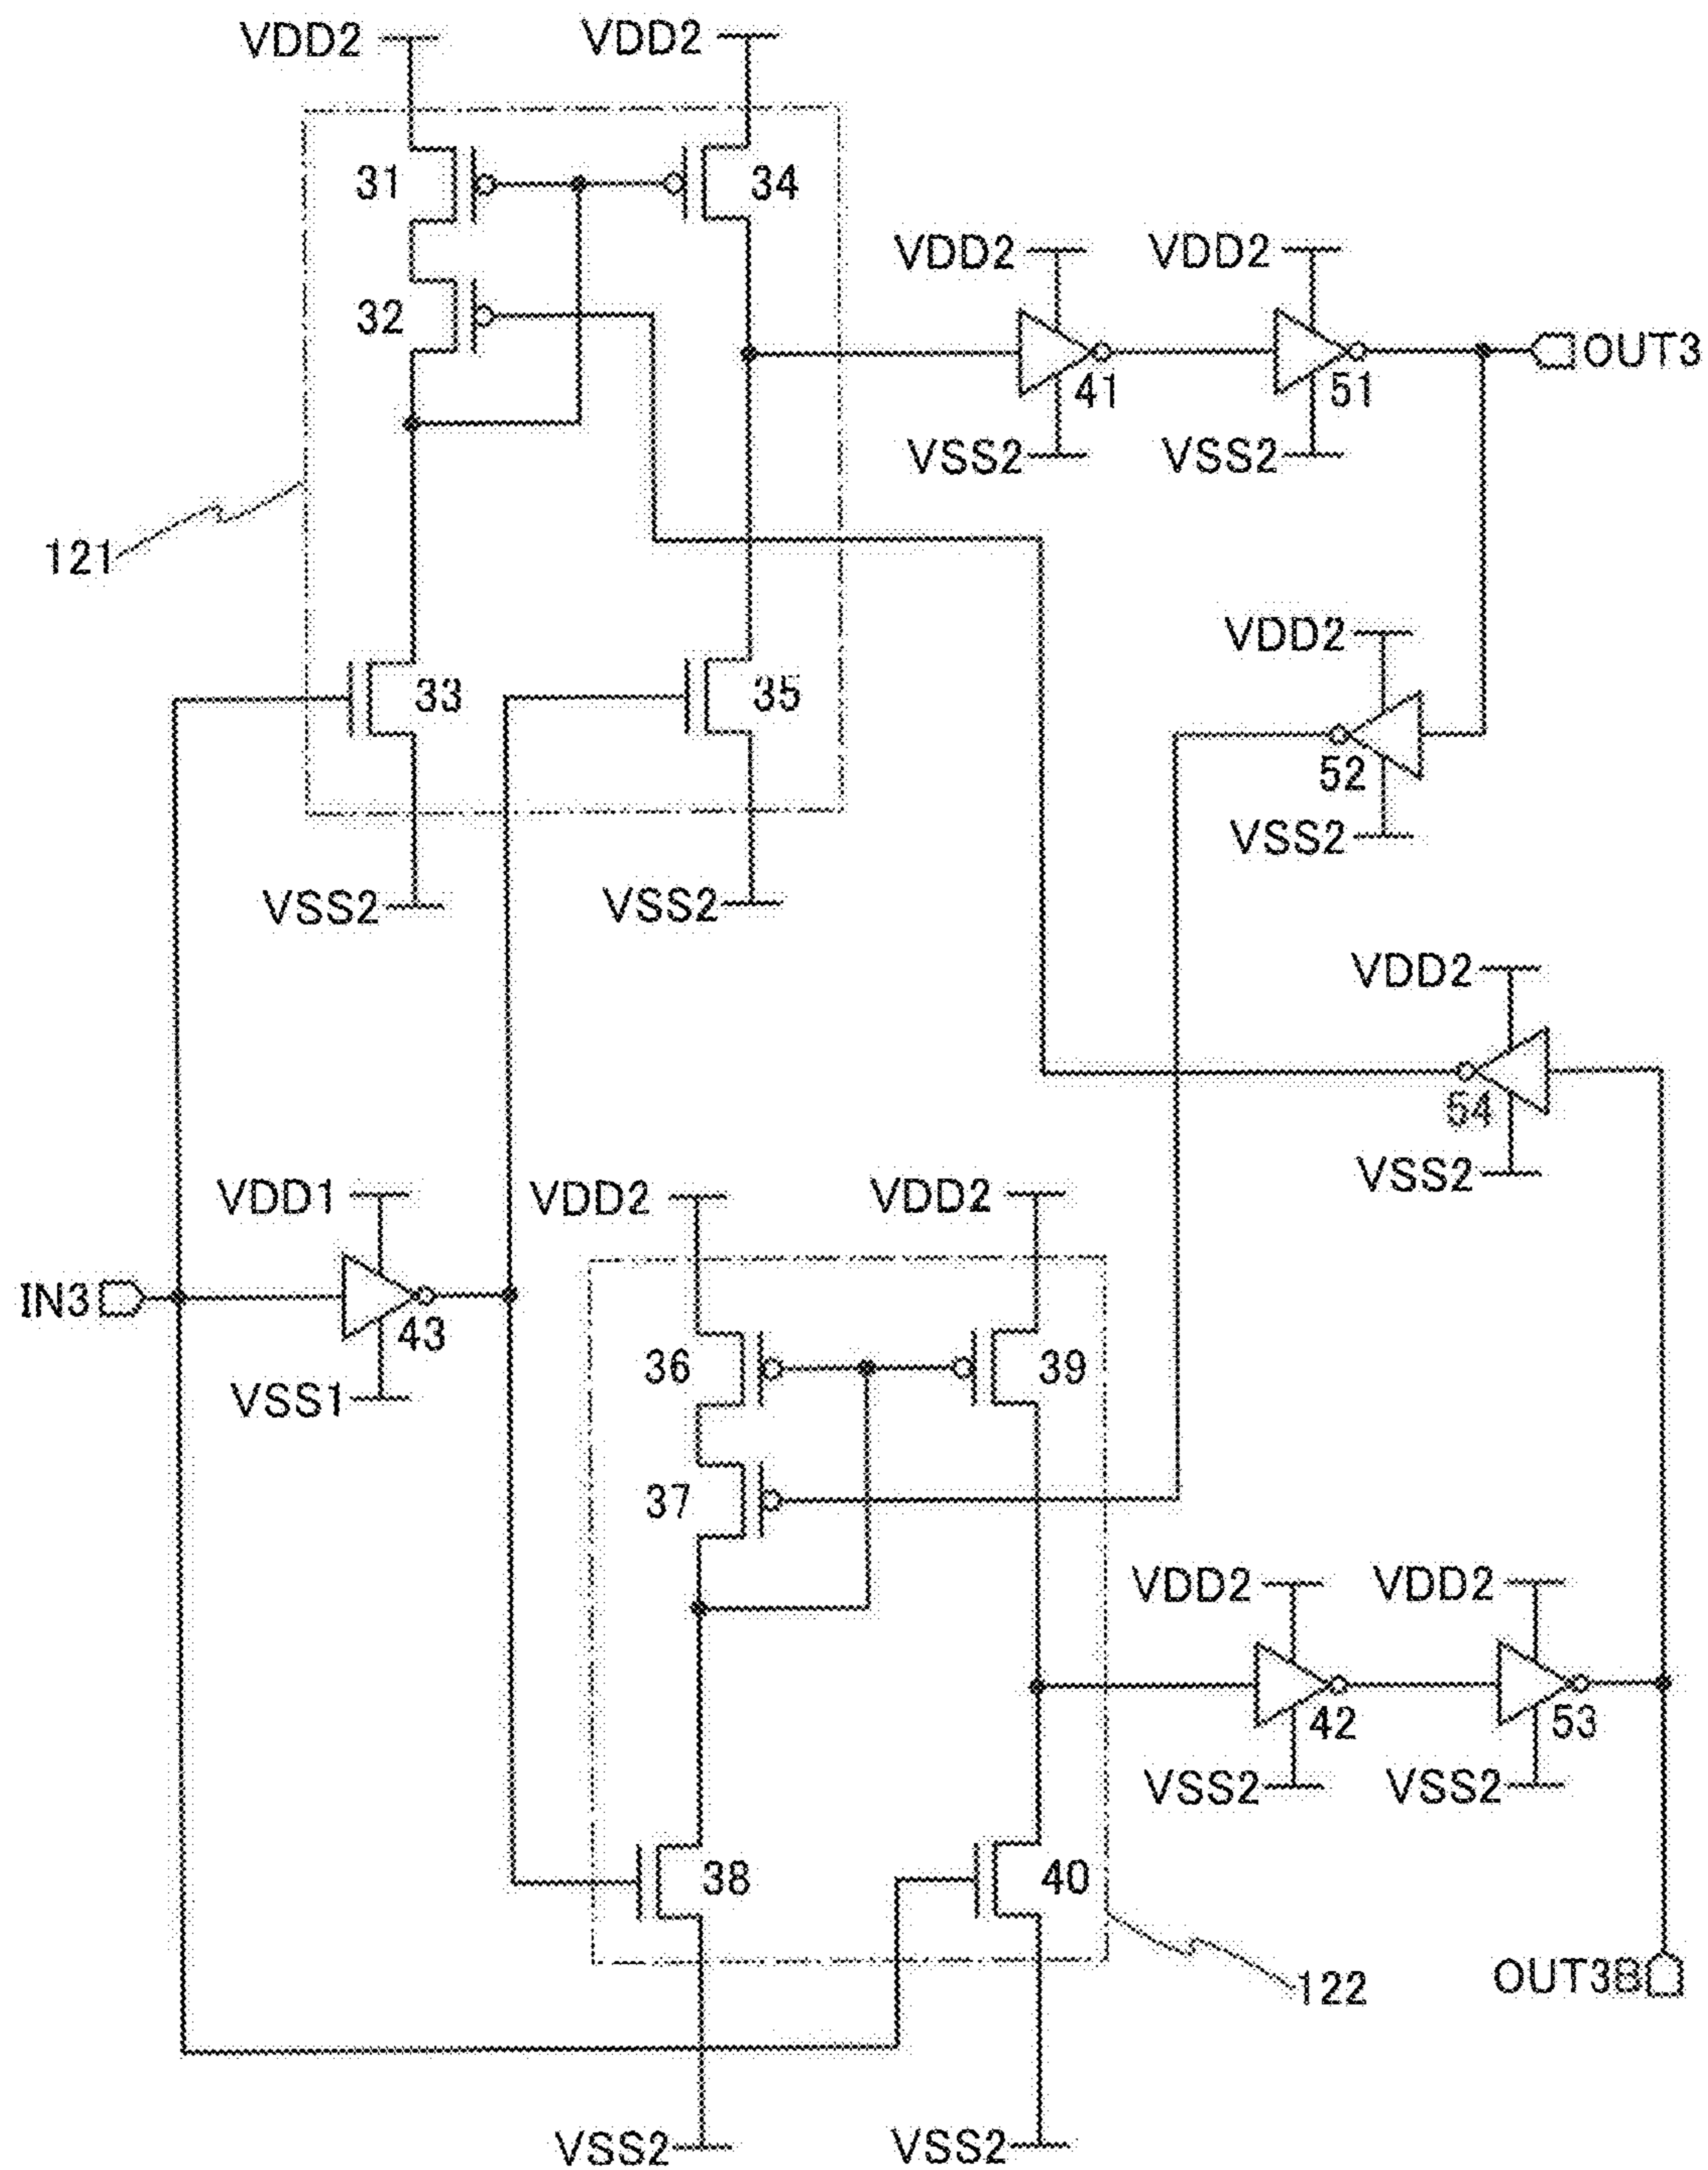 VDD2 VDD2
31 34
VDD2 VDD2
32
OUT3
41 51
VSS2 VSS2
121
VDD2
33 35
52
VSS2
VSS2 VSS2
VDD2
54
VSS2
VDD1 VDD2 VDD2
IN3
43
36 39
VSS1
37
VDD2 VDD2
42 53
VSS2 VSS2
38 40
122
OUT3B
VSS2 VSS2